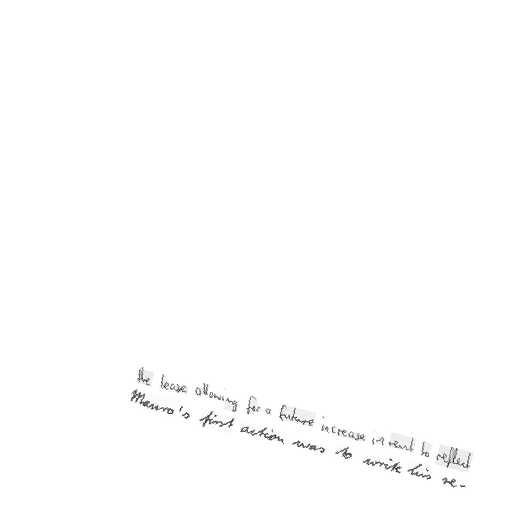 the lease allowing for a future increase in rent to reflect
Mauro's first action was to write his re-